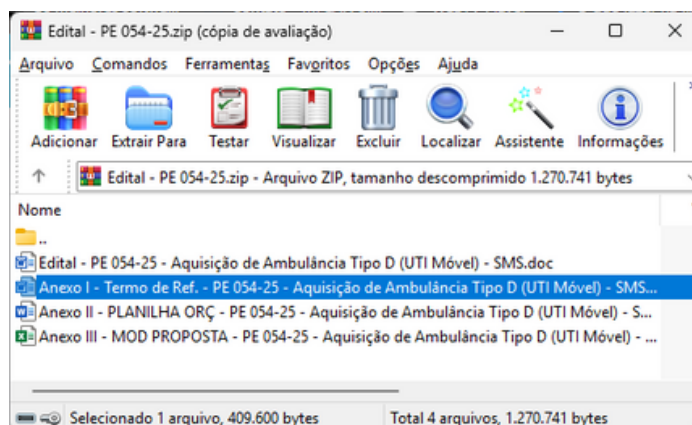 Edital - PE 054-25.zip (cópia de avaliação)
Arquivo Comandos Ferramentas Favoritos Opções Ajuda
Adicionar Extrair Para Testar Visualizar Excluir Localizar Assistente Informações
Edital - PE 054-25.zip - Arquivo ZIP, tamanho descomprimido 1.270.741 bytes
Nome
..
Edital - PE 054-25 - Aquisição de Ambulância Tipo D (UTI Móvel) - SMS.doc
Anexo I - Termo de Ref. - PE 054-25 - Aquisição de Ambulância Tipo D (UTI Móvel) - SMS...
Anexo II - PLANILHA ORÇ - PE 054-25 - Aquisição de Ambulância Tipo D (UTI Móvel) - S...
Anexo III - MOD PROPOSTA - PE 054-25 - Aquisição de Ambulância Tipo D (UTI Móvel) - ...
Selecionado 1 arquivo, 409.600 bytes Total 4 arquivos, 1.270.741 bytes